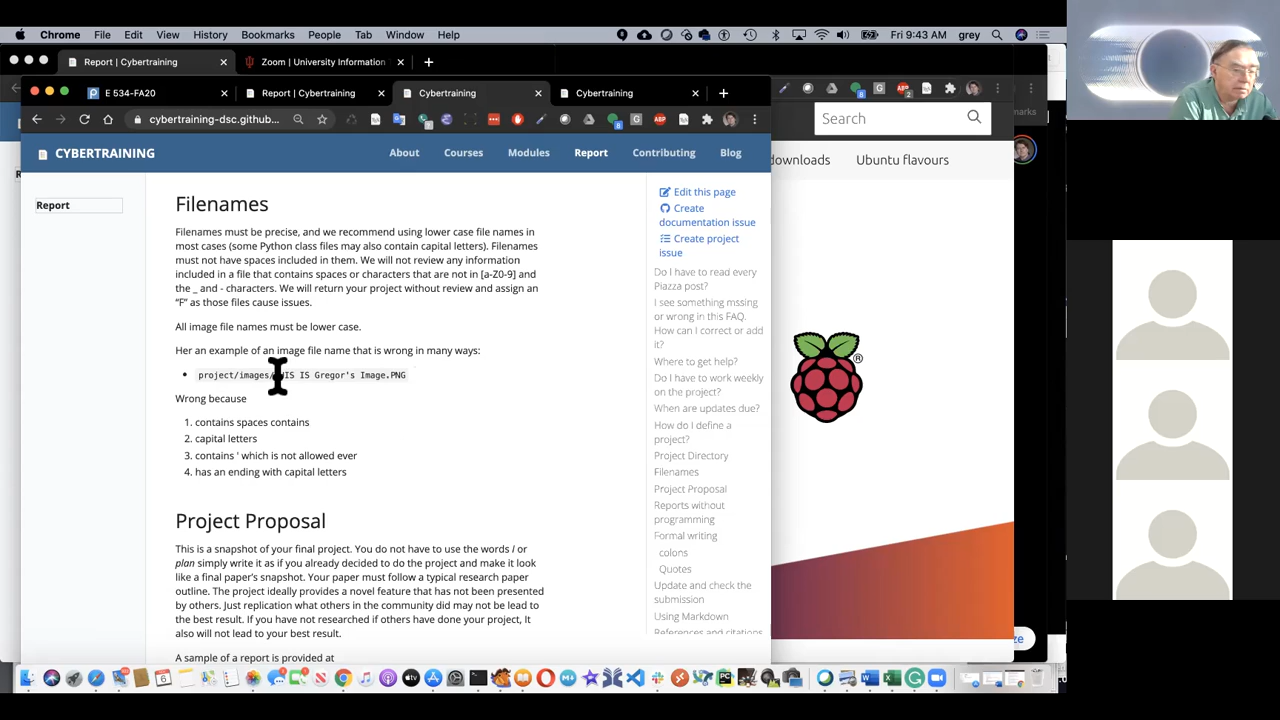 Chrome File Edit View History Bookmarks People Tab Window Help Fri 9:43 AM grey
Report | Cybertraining
Zoom | University Information
E 534-FA20
Report | Cybertraining
Cybertraining
Cybertraining
cybertraining-dsc.github...
Search
downloads Ubuntu flavours
CYBERTRAINING
About Courses Modules Report Contributing Blog
Report
Filenames
Filenames must be precise, and we recommend using lower case file names in
most cases (some Python class files may also contain capital letters). Filenames
must not have spaces included in them. We will not review any information
included in a file that contains spaces or characters that are not in [a-Z0-9] and
the _ and - characters. We will return your project without review and assign an
“F” as those files cause issues.
All image file names must be lower case.
Her an example of an image file name that is wrong in many ways:
project/images/ IS Gregor's Image.PNG
Wrong because
1. contains spaces contains
2. capital letters
3. contains ' which is not allowed ever
4. has an ending with capital letters
Project Proposal
This is a snapshot of your final project. You do not have to use the words I or
plan simply write it as if you already decided to do the project and make it look
like a final paper’s snapshot. Your paper must follow a typical research paper
outline. The project ideally provides a novel feature that has not been presented
by others. Just replication what others in the community did may not be lead to
the best result. If you have not researched if others have done your project, It
also will not lead to your best result.
A sample of a report is provided at
Edit this page
Create
documentation issue
Create project
issue
Do I have to read every
Piazza post?
I see something mssing
or wrong in this FAQ.
How can I correct or add
it?
Where to get help?
Do I have to work weekly
on the project?
When are updates due?
How do I define a
project?
Project Directory
Filenames
Project Proposal
Reports without
programming
Formal writing
colons
Quotes
Update and check the
submission
Using Markdown
References and citations